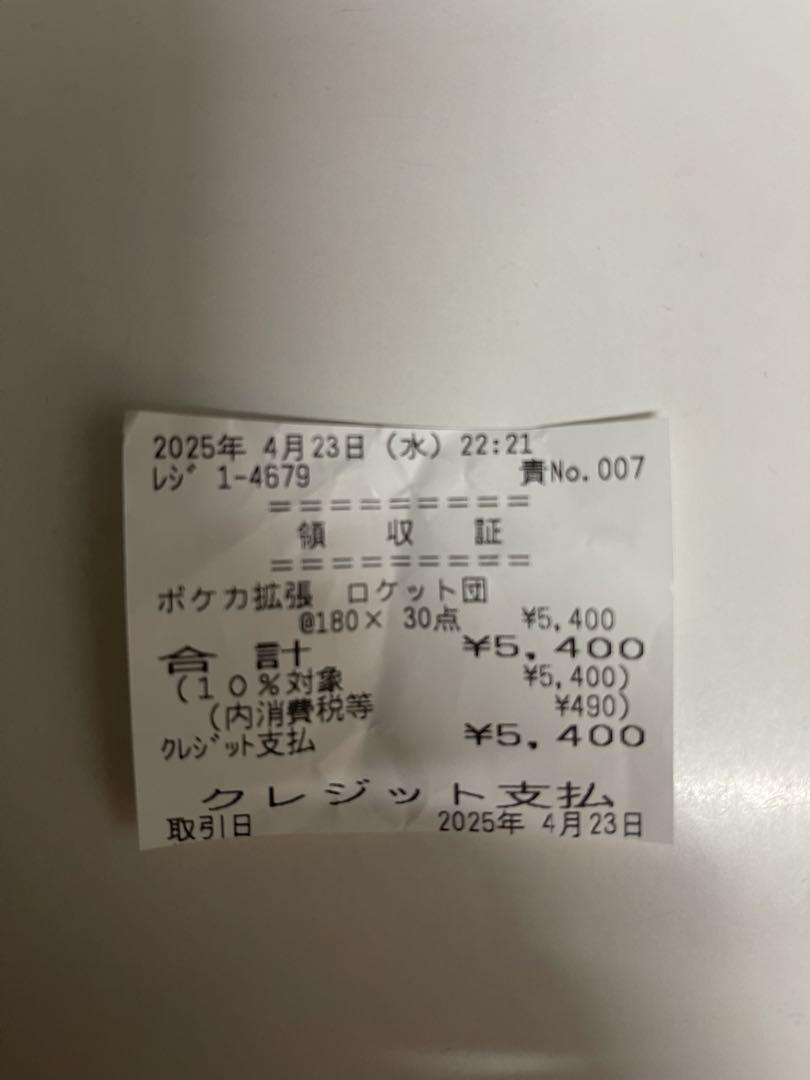 2025年 4月23日（水）22:21
ﾚｼﾞ 1-4679 責No.007
=========
領 収 証
=========
ポケカ拡張 ロケット団
@180× 30点 ¥5,400
合 計 ¥5,400
(10%対象 ¥5,400)
(内消費税等 ¥490)
ｸﾚｼﾞｯﾄ支払 ¥5,400
クレジット支払
取引日 2025年 4月23日